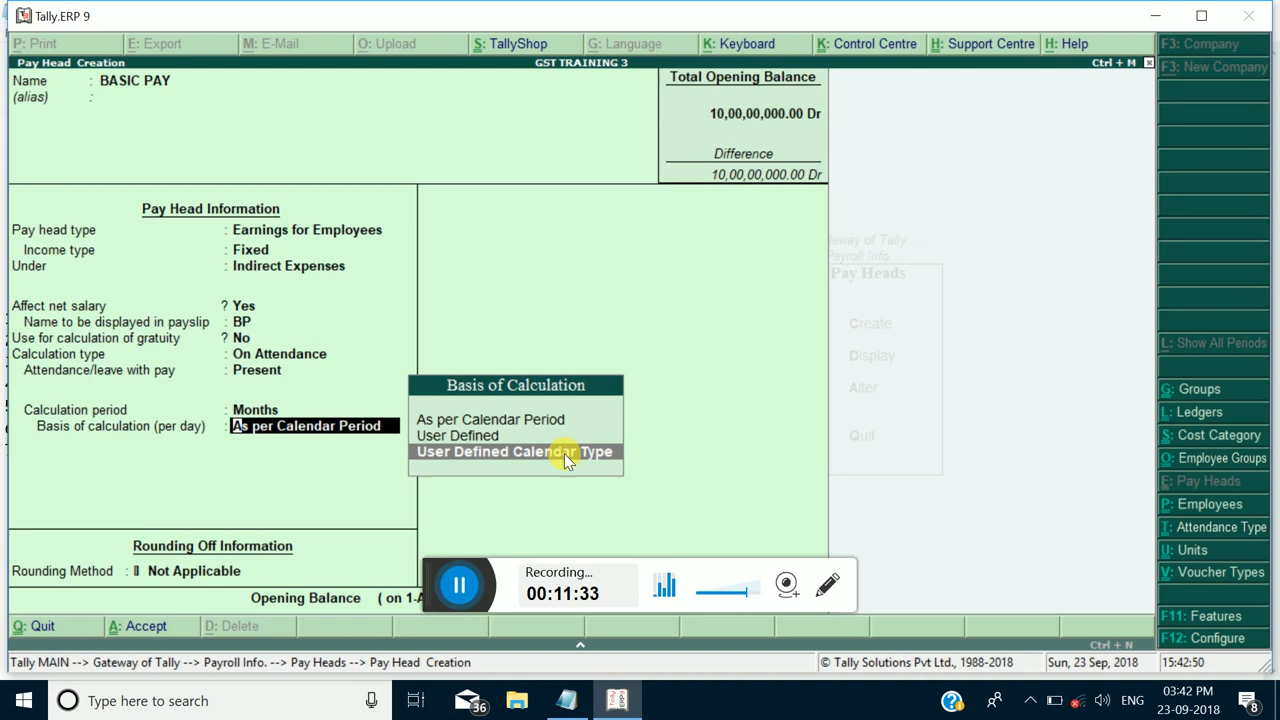 Tally.ERP 9
P: Print E: Export M: E-Mail O: Upload S: TallyShop G: Language K: Keyboard K: Control Centre H: Support Centre H: Help F3: Company
Pay Head Creation GST TRAINING 3 Ctrl + M
F3: New Company
Name : BASIC PAY
(alias) :
Total Opening Balance
10,00,00,000.00 Dr
Difference
10,00,00,000.00 Dr
Pay Head Information
Pay head type : Earnings for Employees
Income type : Fixed
Under : Indirect Expenses
Affect net salary ? Yes
Name to be displayed in payslip : BP
Use for calculation of gratuity ? No
Calculation type : On Attendance
Attendance/leave with pay : Present
Calculation period : Months
Basis of calculation (per day) : As per Calendar Period
Basis of Calculation
As per Calendar Period
User Defined
User Defined Calendar Type
eway of Tally .....
Payroll Info .....
Pay Heads
Create
Display
Alter
Quit
L: Show All Periods
G: Groups
L: Ledgers
S: Cost Category
O: Employee Groups
E: Pay Heads
P: Employees
T: Attendance Type
U: Units
V: Voucher Types
F11: Features
F12: Configure
Rounding Off Information
Rounding Method : Not Applicable
Opening Balance ( on 1-A
Recording...
00:11:33
Q: Quit A: Accept D: Delete
Ctrl + N
Tally MAIN --> Gateway of Tally --> Payroll Info. --> Pay Heads --> Pay Head Creation © Tally Solutions Pvt Ltd., 1988-2018 Sun, 23 Sep, 2018 15:42:50
Type here to search
36
ENG
03:42 PM
23-09-2018
8